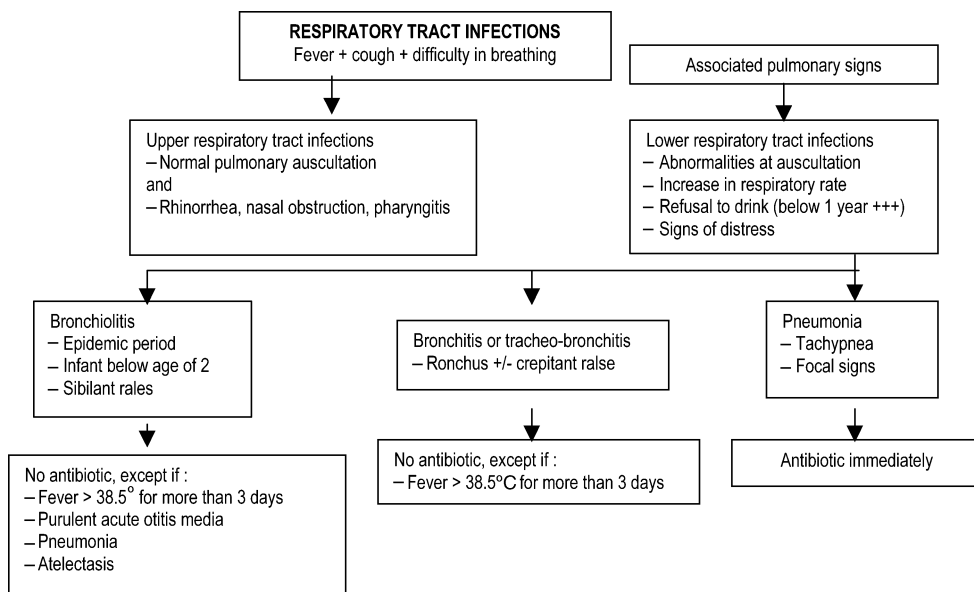 RESPIRATORY TRACT INFECTIONS
Fever + cough + difficulty in breathing
Associated pulmonary signs
Upper respiratory tract infections
– Normal pulmonary auscultation
and
– Rhinorrhea, nasal obstruction, pharyngitis
Lower respiratory tract infections
– Abnormalities at auscultation
– Increase in respiratory rate
– Refusal to drink (below 1 year +++)
– Signs of distress
Bronchiolitis
– Epidemic period
– Infant below age of 2
– Sibilant rales
Bronchitis or tracheo-bronchitis
– Ronchus +/- crepitant ralse
Pneumonia
– Tachypnea
– Focal signs
No antibiotic, except if :
– Fever > 38.5° for more than 3 days
– Purulent acute otitis media
– Pneumonia
– Atelectasis
No antibiotic, except if :
– Fever > 38.5°C for more than 3 days
Antibiotic immediately